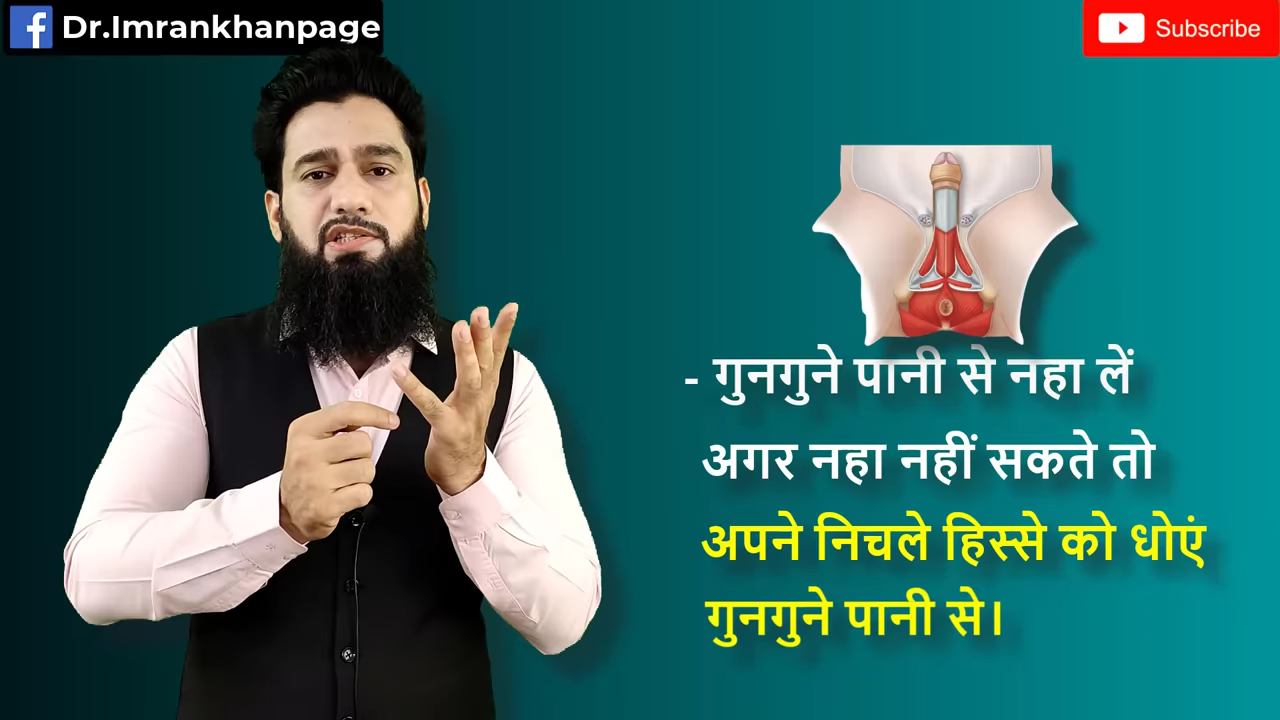 Dr.Imrankhanpage
Subscribe
- गुनगुने पानी से नहा लें
अगर नहा नहीं सकते तो
अपने निचले हिस्से को धोएं
गुनगुने पानी से।